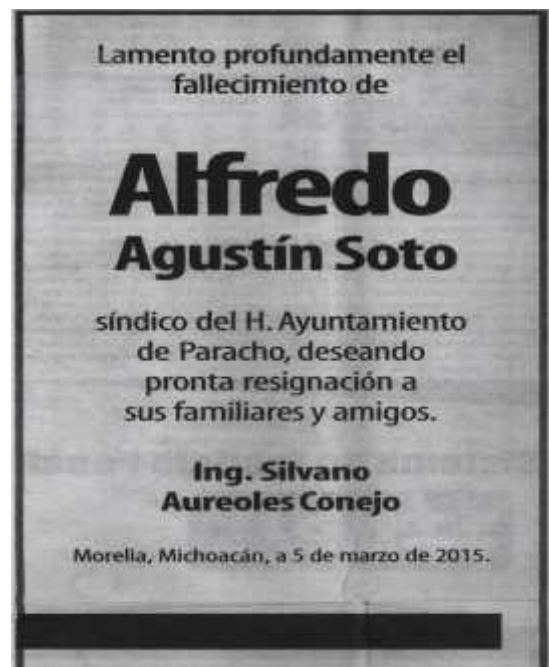 Lamento profundamente el
fallecimiento de
Alfredo
Agustín Soto
síndico del H. Ayuntamiento
de Paracho, deseando
pronta resignación a
sus familiares y amigos.
Ing. Silvano
Aureoles Conejo
Morelia, Michoacán, a 5 de marzo de 2015.